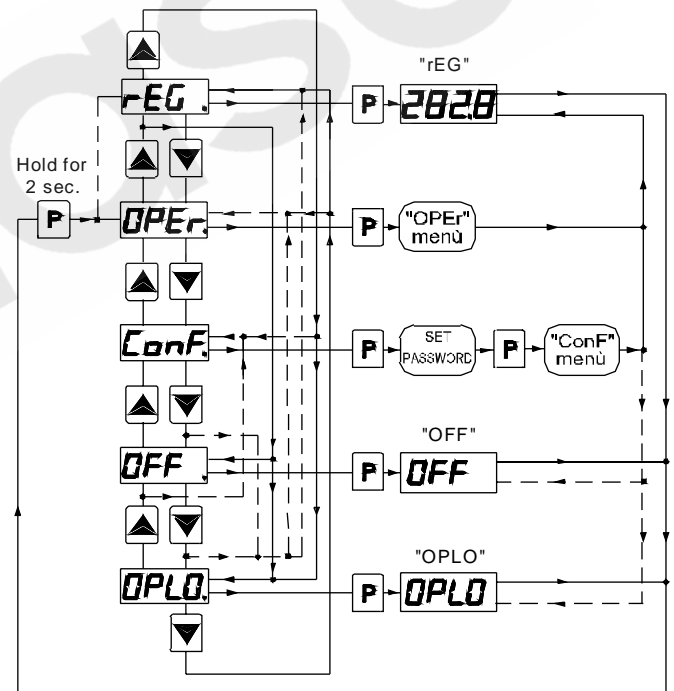 "rEG"
rEG .
P
282.8
Hold for
2 sec.
P
OPEr.
P
"OPEr"
menù
ConF.
P
SET
PASSWORD
P
"ConF"
menù
"OFF"
OFF .
P
OFF
"OPLO"
OPLO.
P
OPLO